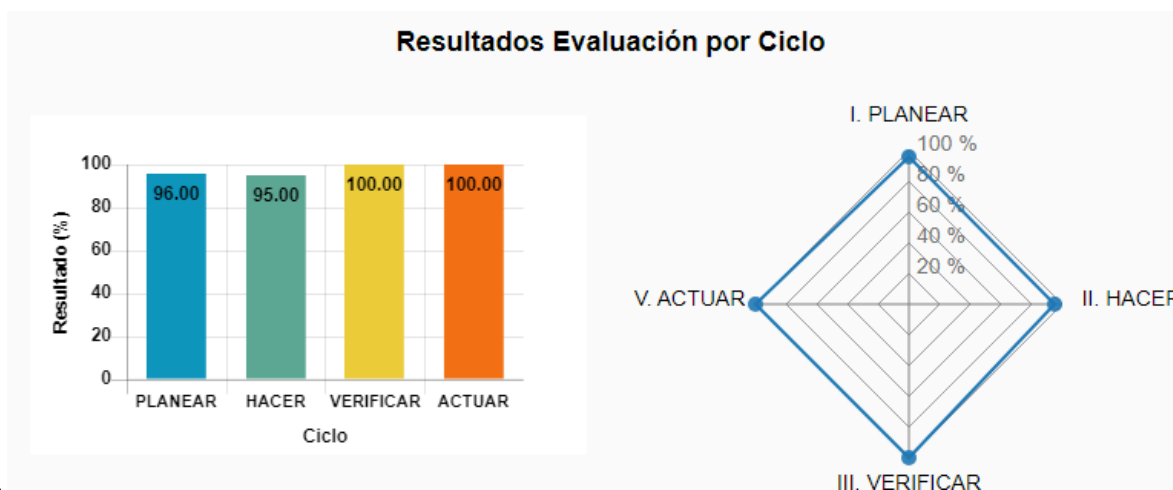 Resultados Evaluación por Ciclo
Resultado (%)
100
80
60
40
20
0
96.00
95.00
100.00
100.00
PLANEAR
HACER
VERIFICAR
ACTUAR
Ciclo
I. PLANEAR
100 %
80 %
60 %
40 %
20 %
V. ACTUAR
II. HACER
III. VERIFICAR